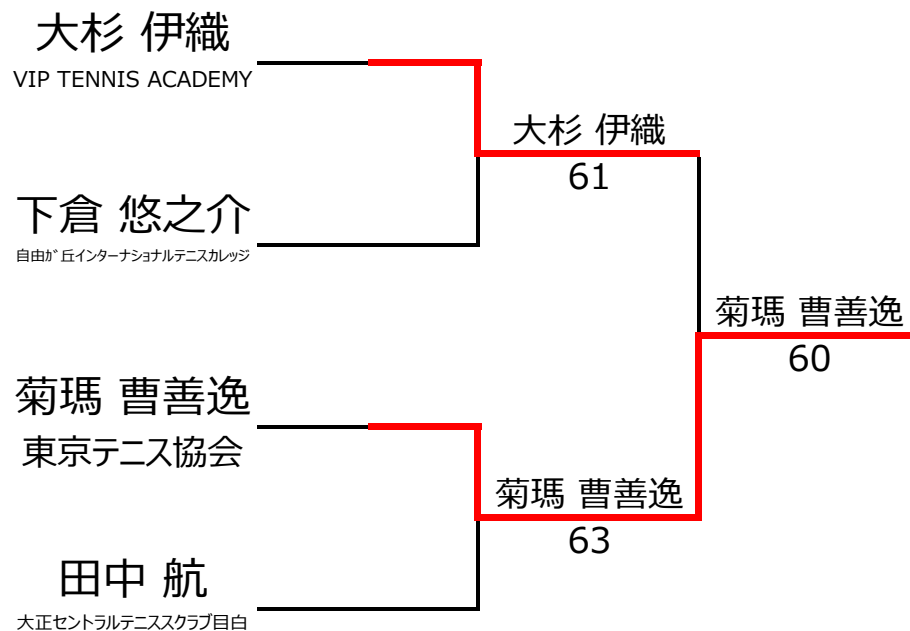 大杉 伊織
VIP TENNIS ACADEMY
大杉 伊織
61
下倉 悠之介
自由が丘インターナショナルテニスカレッジ
菊瑪 曹善逸
60
菊瑪 曹善逸
東京テニス協会
菊瑪 曹善逸
63
田中 航
大正セントラルテニスクラブ目白